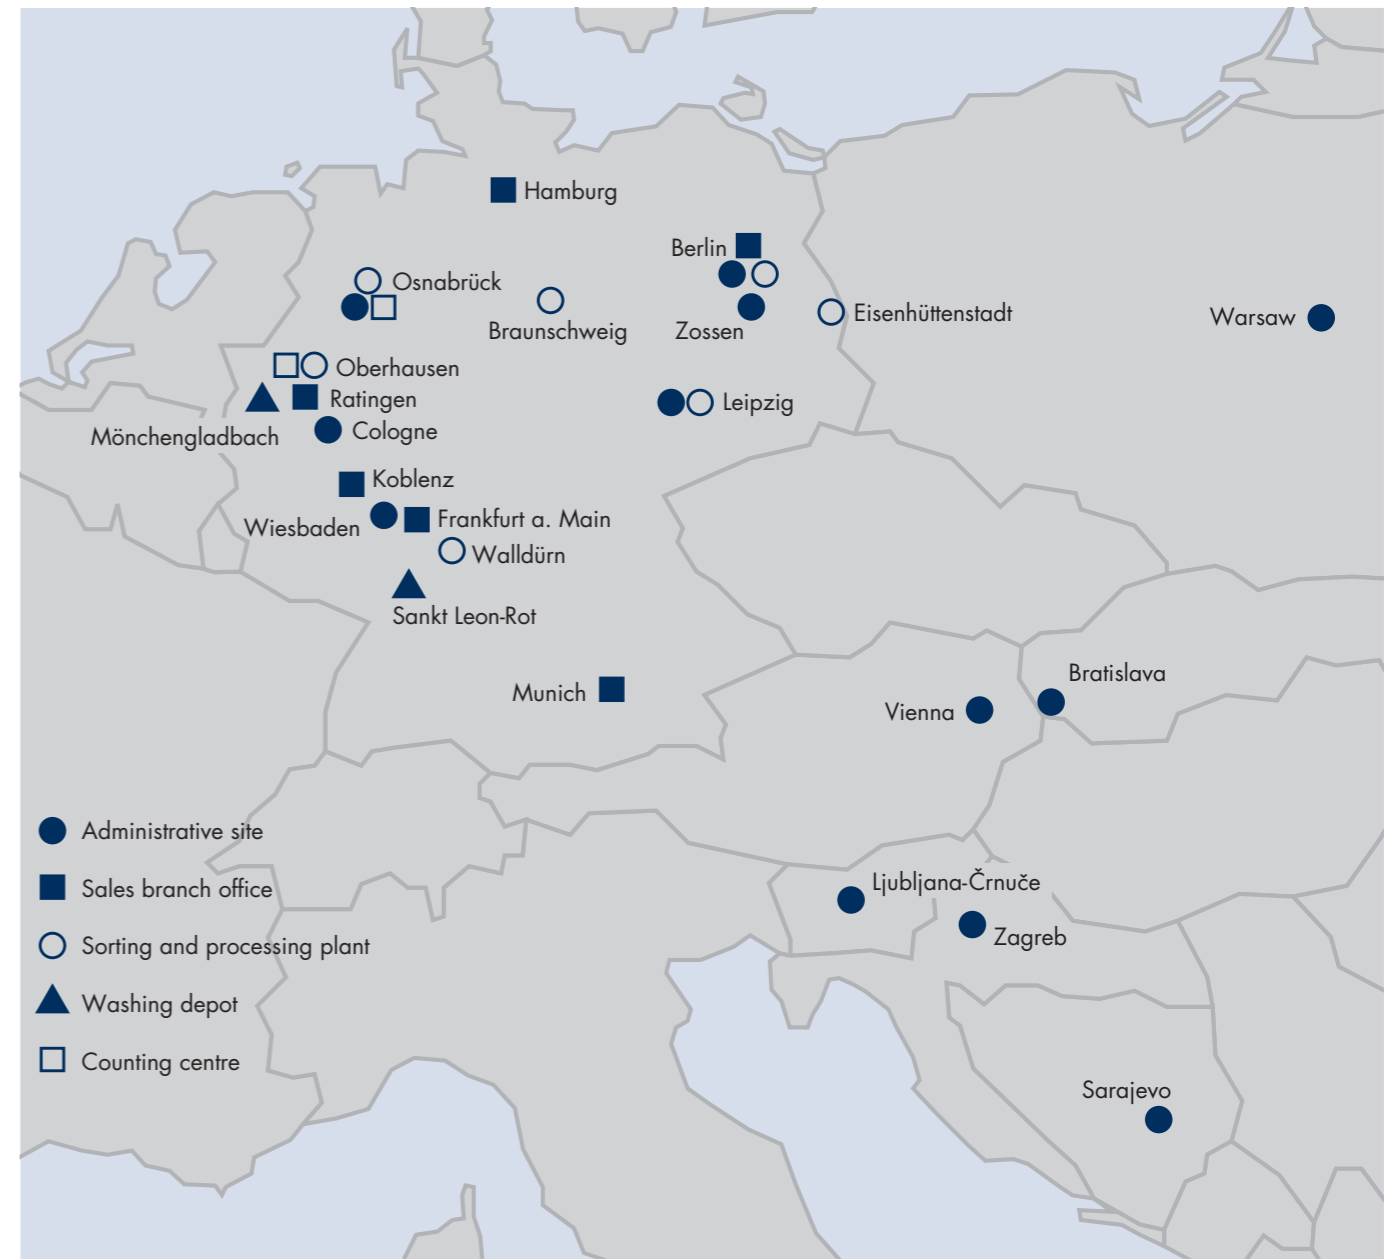 Hamburg
Berlin
Osnabrück
Braunschweig
Zossen
Eisenhüttenstadt
Warsaw
Oberhausen
Ratingen
Leipzig
Mönchengladbach
Cologne
Koblenz
Wiesbaden
Frankfurt a. Main
Walldürn
Sankt Leon-Rot
Munich
Bratislava
Vienna
Administrative site
Sales branch office
Sorting and processing plant
Washing depot
Counting centre
Ljubljana-Črnuče
Zagreb
Sarajevo